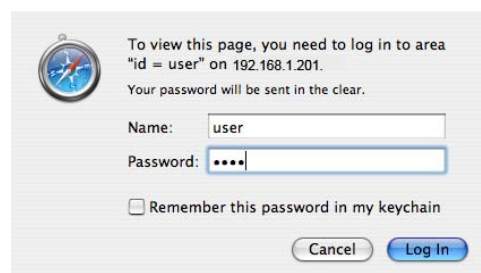 To view this page, you need to log in to area
“id = user” on 192.168.1.201.
Your password will be sent in the clear.
Name: user
Password: ••••
Remember this password in my keychain
Cancel Log In